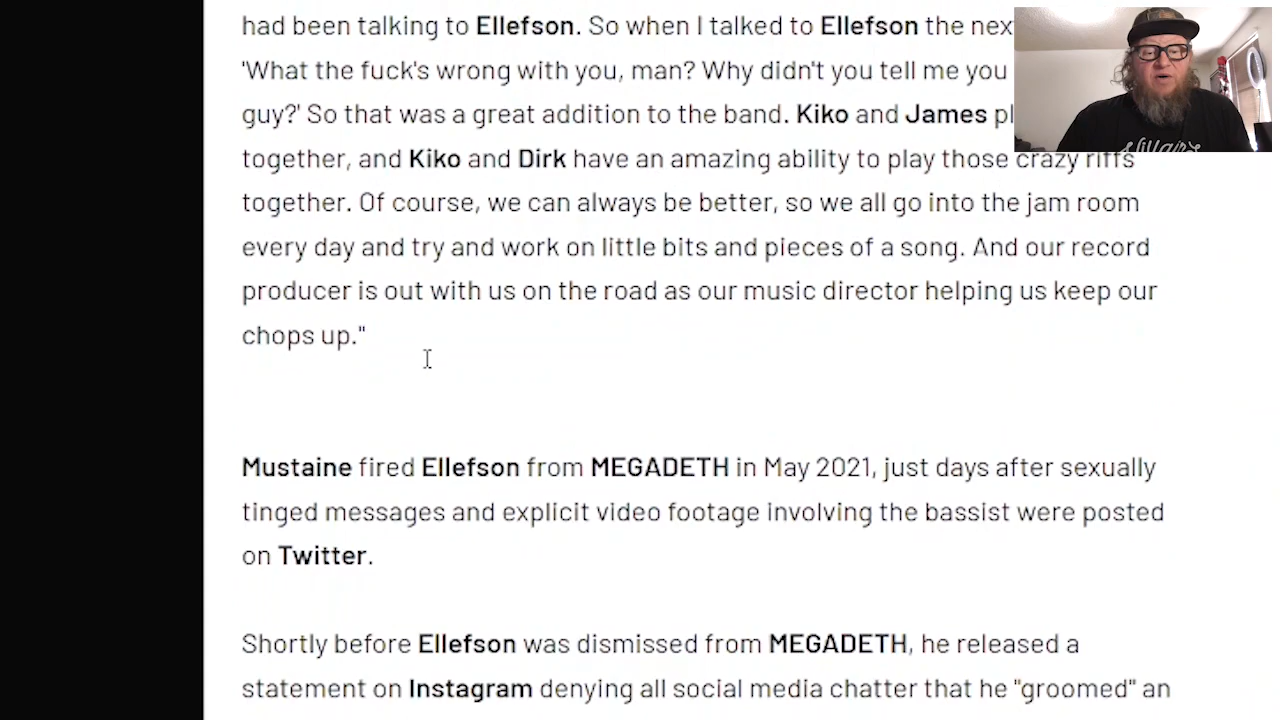 had been talking to Ellefson. So when I talked to Ellefson the nex
'What the fuck's wrong with you, man? Why didn't you tell me you
guy?' So that was a great addition to the band. Kiko and James pl
together, and Kiko and Dirk have an amazing ability to play those crazy riffs
together. Of course, we can always be better, so we all go into the jam room
every day and try and work on little bits and pieces of a song. And our record
producer is out with us on the road as our music director helping us keep our
chops up."
Mustaine fired Ellefson from MEGADETH in May 2021, just days after sexually
tinged messages and explicit video footage involving the bassist were posted
on Twitter.
Shortly before Ellefson was dismissed from MEGADETH, he released a
statement on Instagram denying all social media chatter that he "groomed" an